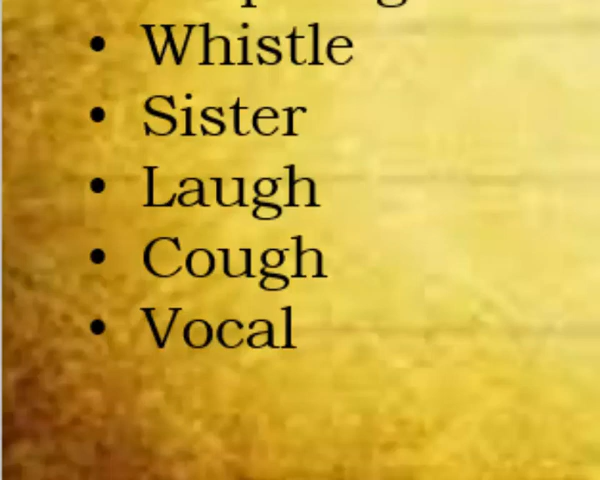 • Whistle
• Sister
• Laugh
• Cough
• Vocal